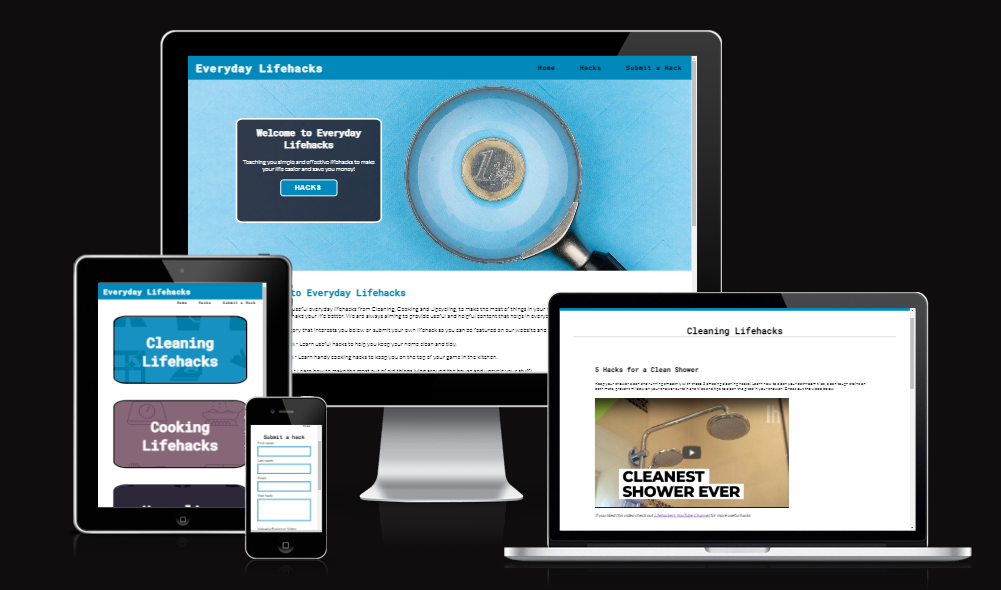 Everyday Lifehacks
Home Hacks Submit a Hack
Welcome to Everyday
Lifehacks
Teaching you simple and effective lifehacks to make
your life easier and save you money!
HACKS
to Everyday Lifehacks
useful everyday lifehacks from Cleaning, Cooking and Upcycling, to make the most of things in your
make your life better. We are always aiming to provide useful and helpful content that helps in every
ory that interests you below or submit your own lifehack so you can be featured on our website and
- Learn useful hacks to help you keep your home clean and tidy.
- Learn handy cooking hacks to keep you on the top of your game in the kitchen.
Everyday Lifehacks
Home Hacks Submit a Hack
Cleaning
Lifehacks
Cooking
Lifehacks
Submit a hack
First name
Last name
Email
Your hack
Cleaning Lifehacks
5 Hacks for a Clean Shower
CLEANEST
SHOWER EVER
If you liked this video check out Lifehacker's YouTube Channel for more useful hacks